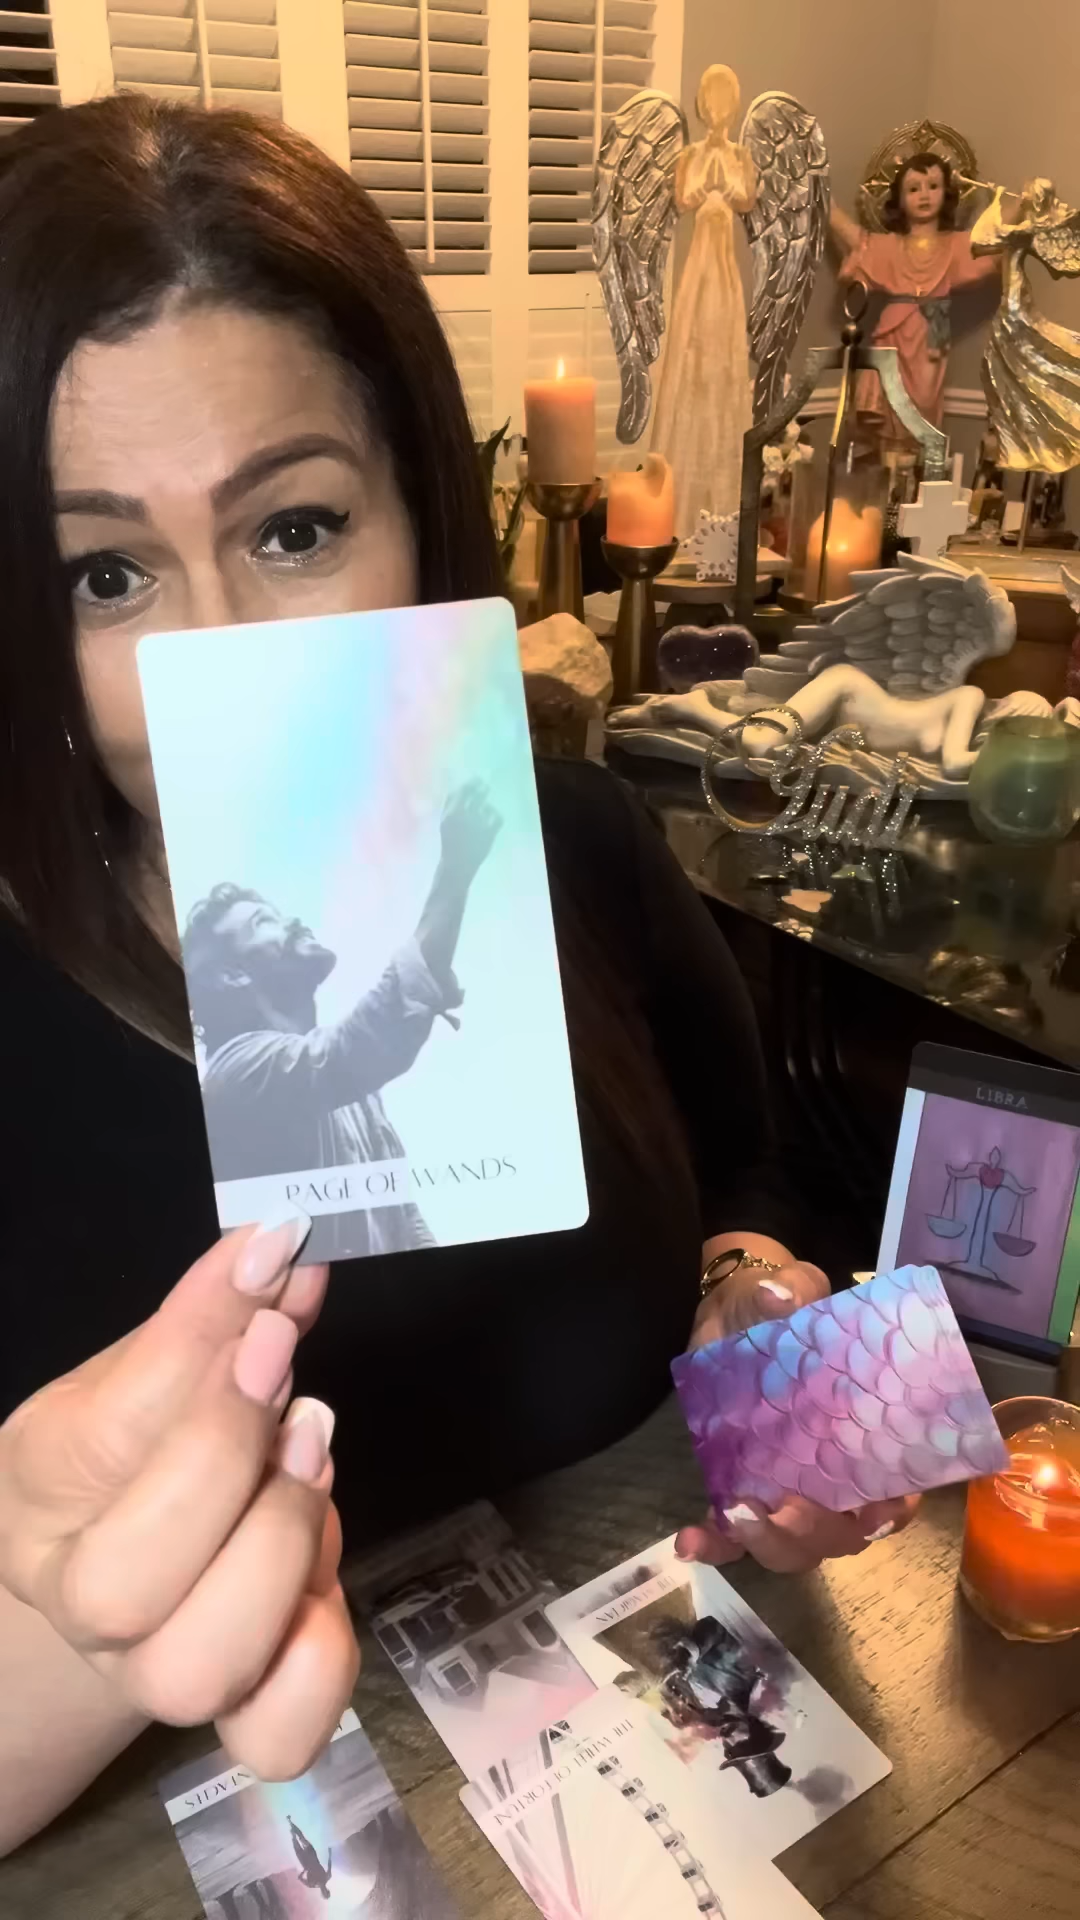 Gudi
PAGE OF WANDS
LIBRA
THE MAGICIAN
THE WHEEL OF FORTUNE